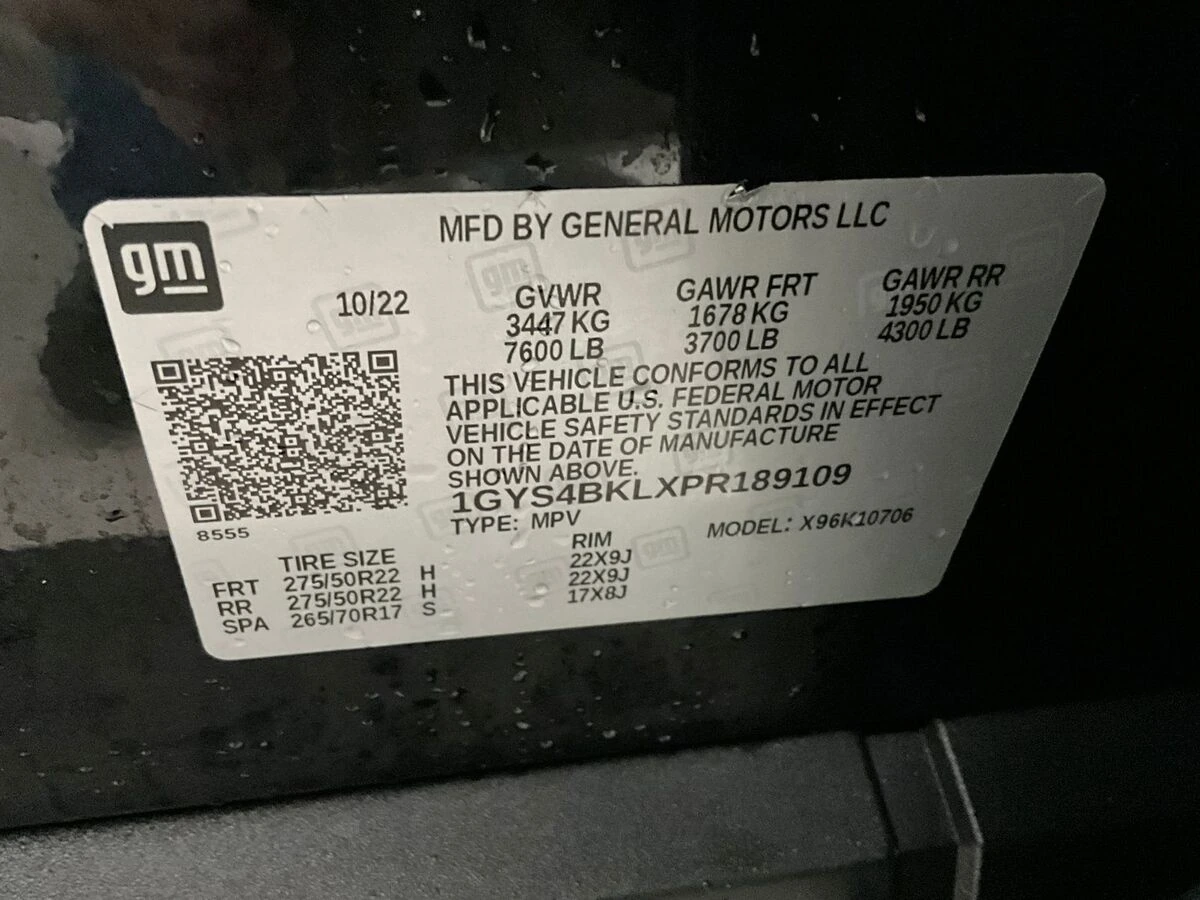 gm
MFD BY GENERAL MOTORS LLC
10/22
GVWR
3447 KG
7600 LB
GAWR FRT
1678 KG
3700 LB
GAWR RR
1950 KG
4300 LB
THIS VEHICLE CONFORMS TO ALL
APPLICABLE U.S. FEDERAL MOTOR
VEHICLE SAFETY STANDARDS IN EFFECT
ON THE DATE OF MANUFACTURE
SHOWN ABOVE.
1GYS4BKLXPR189109
TYPE: MPV MODEL: X96K10706
8555
TIRE SIZE RIM
FRT 275/50R22 H 22X9J
RR 275/50R22 H 22X9J
SPA 265/70R17 S 17X8J